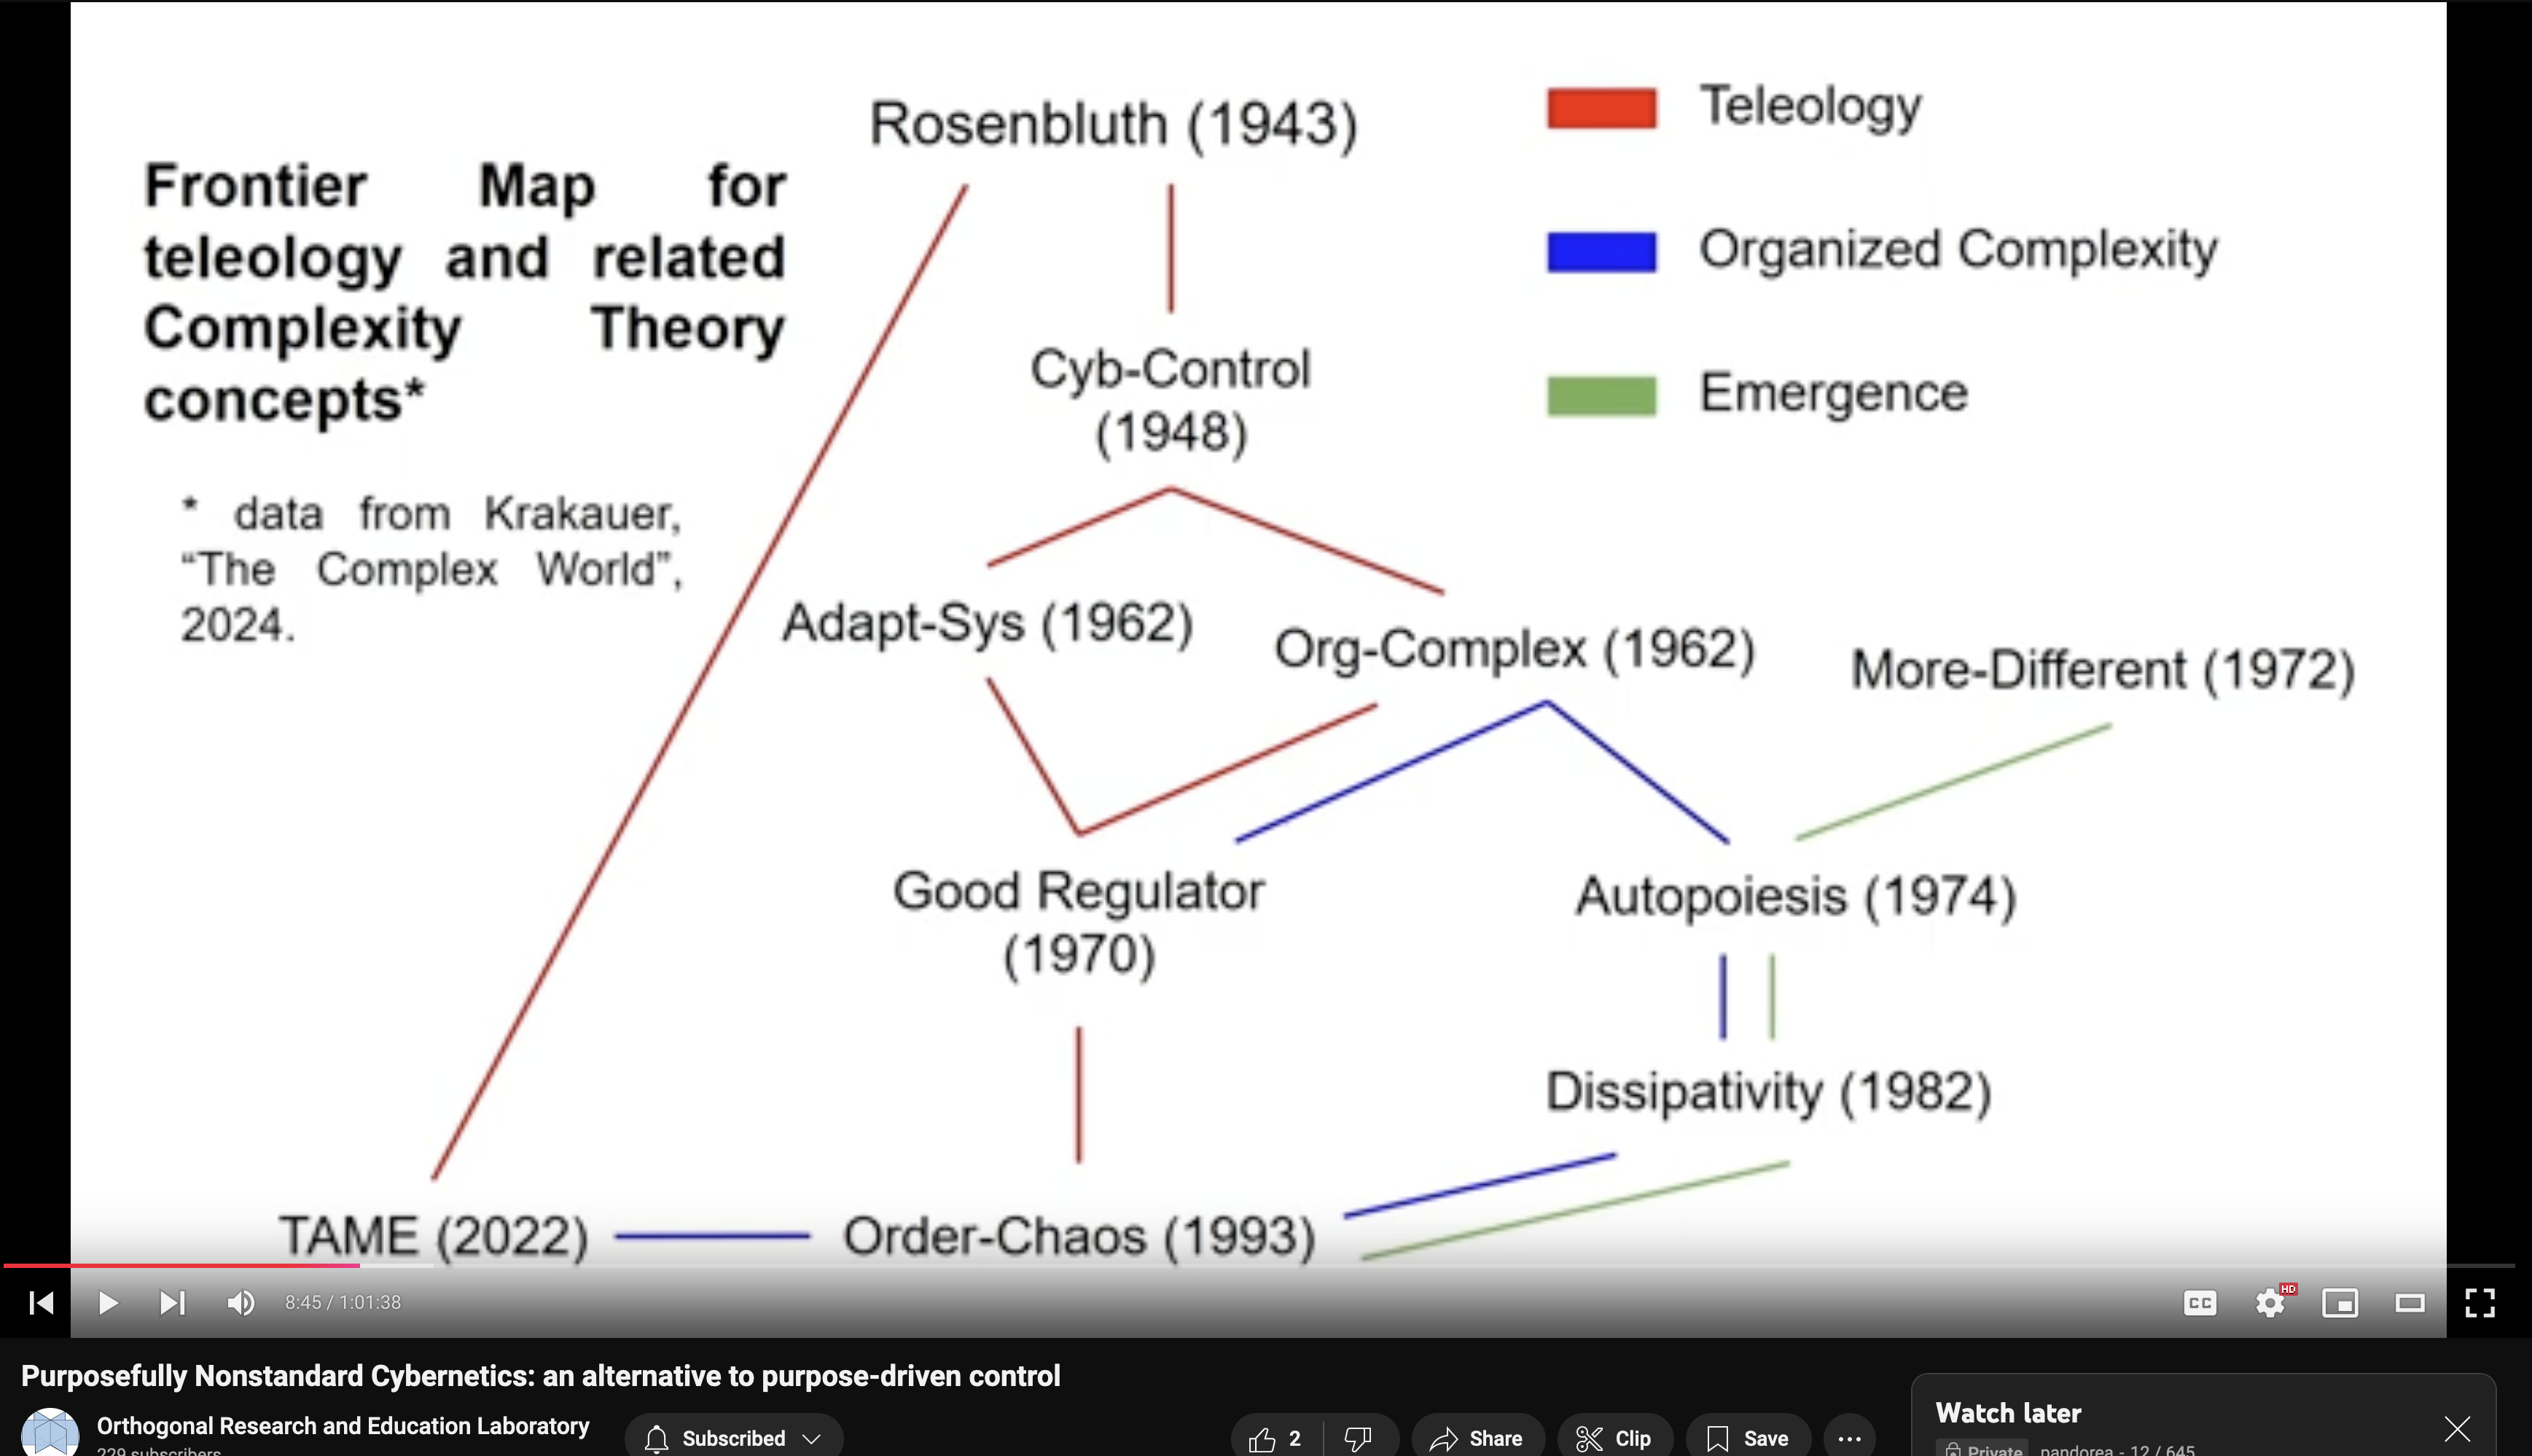 Rosenbluth (1943)
Teleology
Organized Complexity
Emergence
Frontier Map for
teleology and related
Complexity Theory
concepts*
* data from Krakauer,
“The Complex World”,
2024.
Cyb-Control
(1948)
Adapt-Sys (1962)
Org-Complex (1962)
More-Different (1972)
Good Regulator
(1970)
Autopoiesis (1974)
Dissipativity (1982)
TAME (2022)
Order-Chaos (1993)
8:45 / 1:01:38
CC
HD
Purposefully Nonstandard Cybernetics: an alternative to purpose-driven control
Orthogonal Research and Education Laboratory
229 subscribers
Subscribed
2
Share
Clip
Save
Watch later
Private
pandorea - 12 / 645